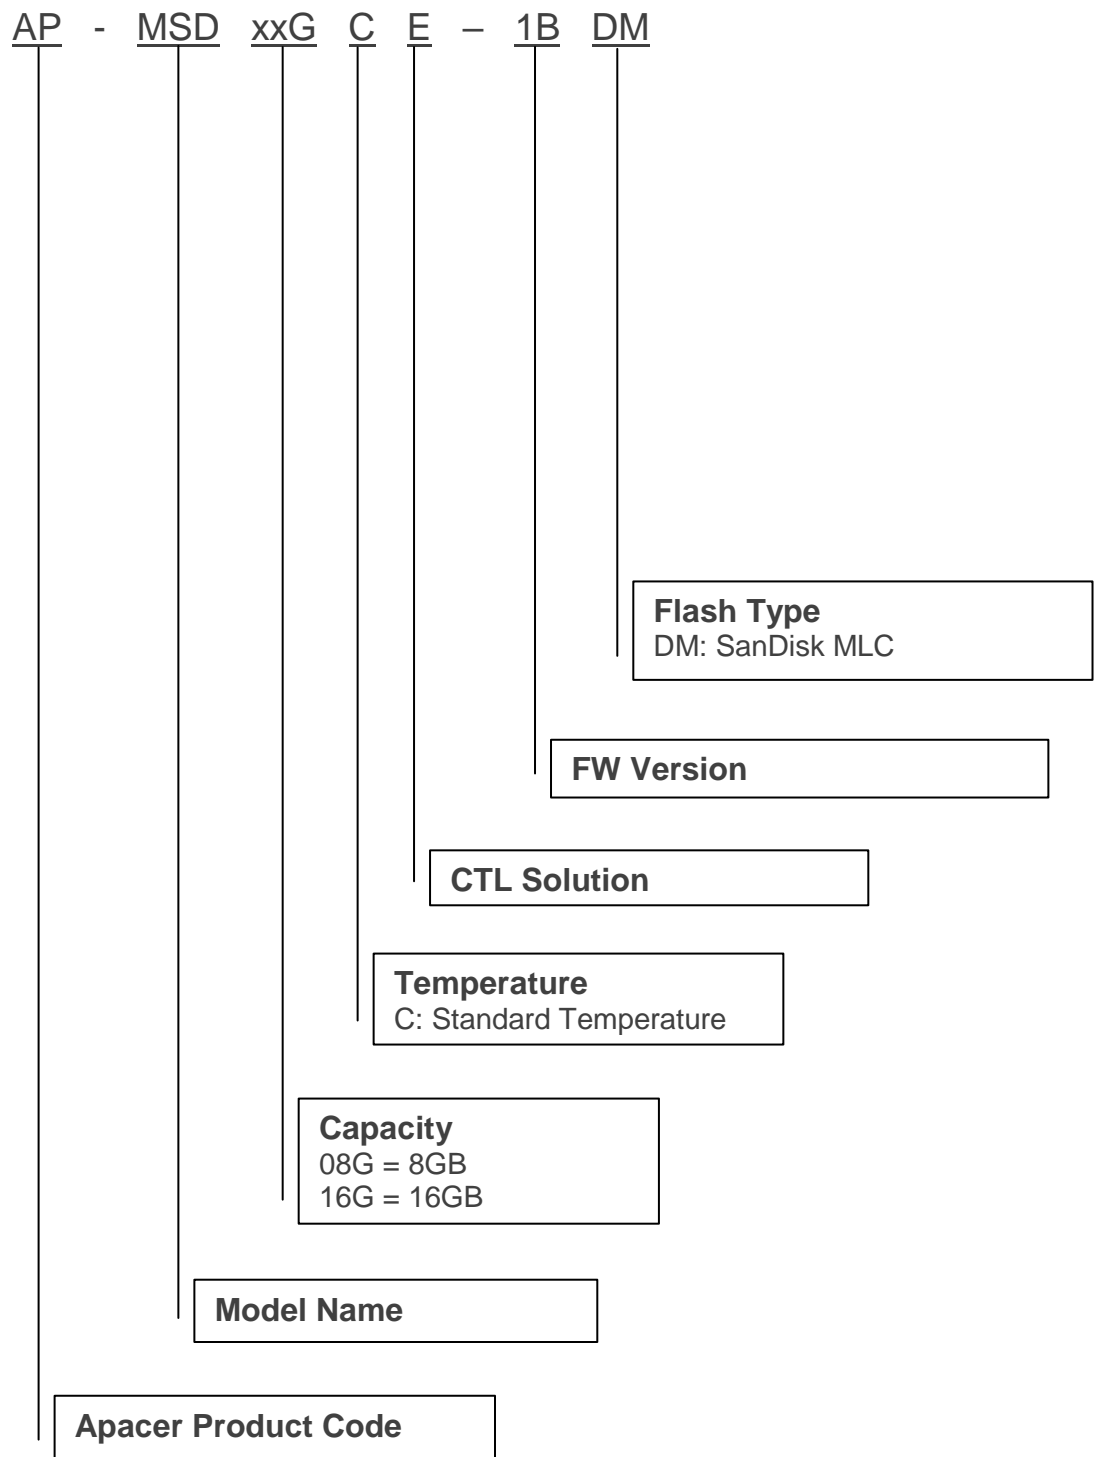 AP - MSD xxG C E – 1B DM
Flash Type
DM: SanDisk MLC
FW Version
CTL Solution
Temperature
C: Standard Temperature
Capacity
08G = 8GB
16G = 16GB
Model Name
Apacer Product Code